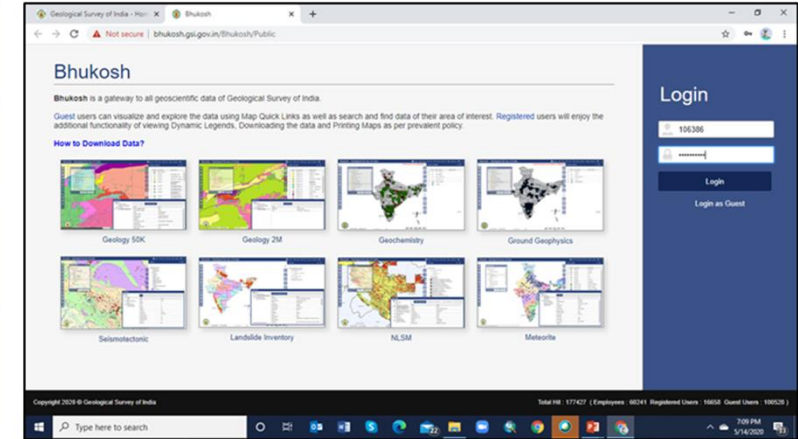 Geological Survey of India - Hom
Bhukosh
Not secure | bhukosh.gsi.gov.in/Bhukosh/Public
Bhukosh
Bhukosh is a gateway to all geoscientific data of Geological Survey of India.
Guest users can visualize and explore the data using Map Quick Links as well as search and find data of their area of interest. Registered users will enjoy the
additional functionality of viewing Dynamic Legends, Downloading the data and Printing Maps as per prevalent policy.
How to Download Data?
Geology 50K
Geology 2M
Geochemistry
Ground Geophysics
Seismotectonic
Landslide Inventory
NLSM
Meteorite
Login
106386
Login
Login as Guest
Copyright 2020 © Geological Survey of India
Total Hit : 177427 ( Employees : 60241 Registered Users : 16658 Guest Users : 100528 )
Type here to search
7:09 PM
5/14/2020